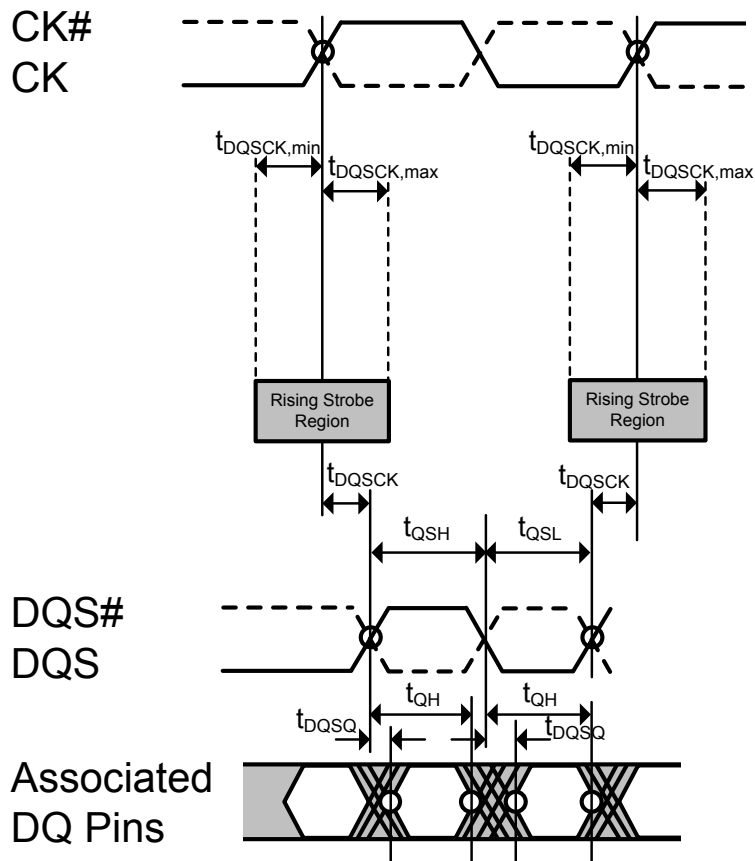 CK#
CK
tDQSCK,min
tDQSCK,max
tDQSCK,min
tDQSCK,max
Rising Strobe
Region
Rising Strobe
Region
tDQSCK
tDQSCK
tQSH
tQSL
DQS#
DQS
tQH
tQH
tDQSQ
tDQSQ
Associated
DQ Pins